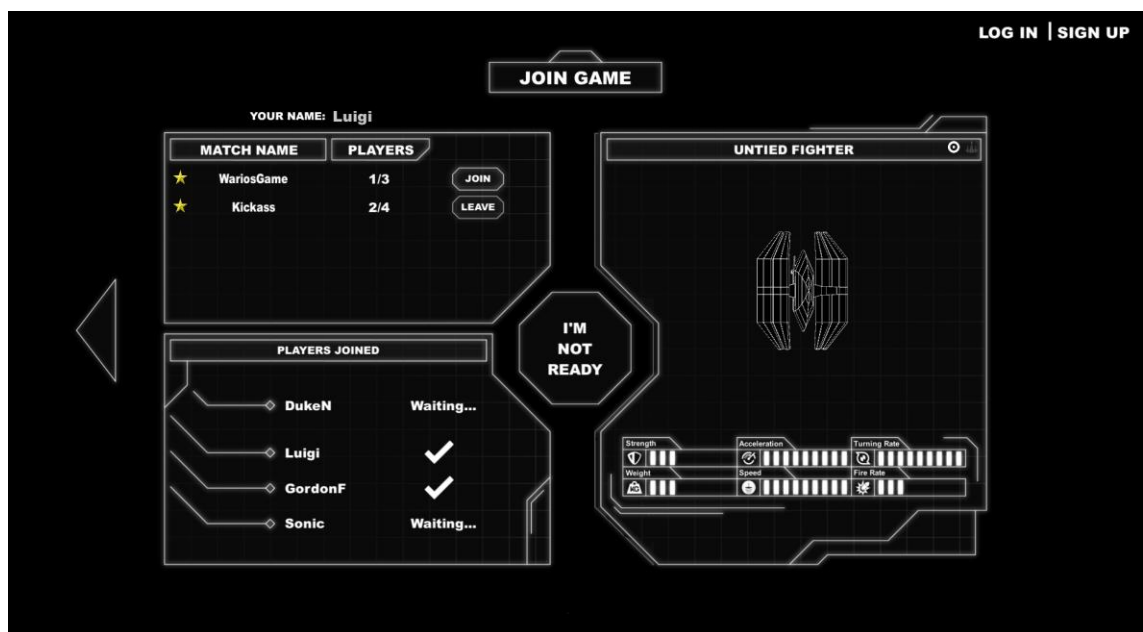 LOG IN | SIGN UP
JOIN GAME
YOUR NAME: Luigi
MATCH NAME PLAYERS
WariosGame 1/3 JOIN
Kickass 2/4 LEAVE
I'M
NOT
READY
PLAYERS JOINED
DukeN Waiting...
Luigi
GordonF
Sonic Waiting...
UNTIED FIGHTER
Strength Acceleration Turning Rate
Weight Speed Fire Rate
KG